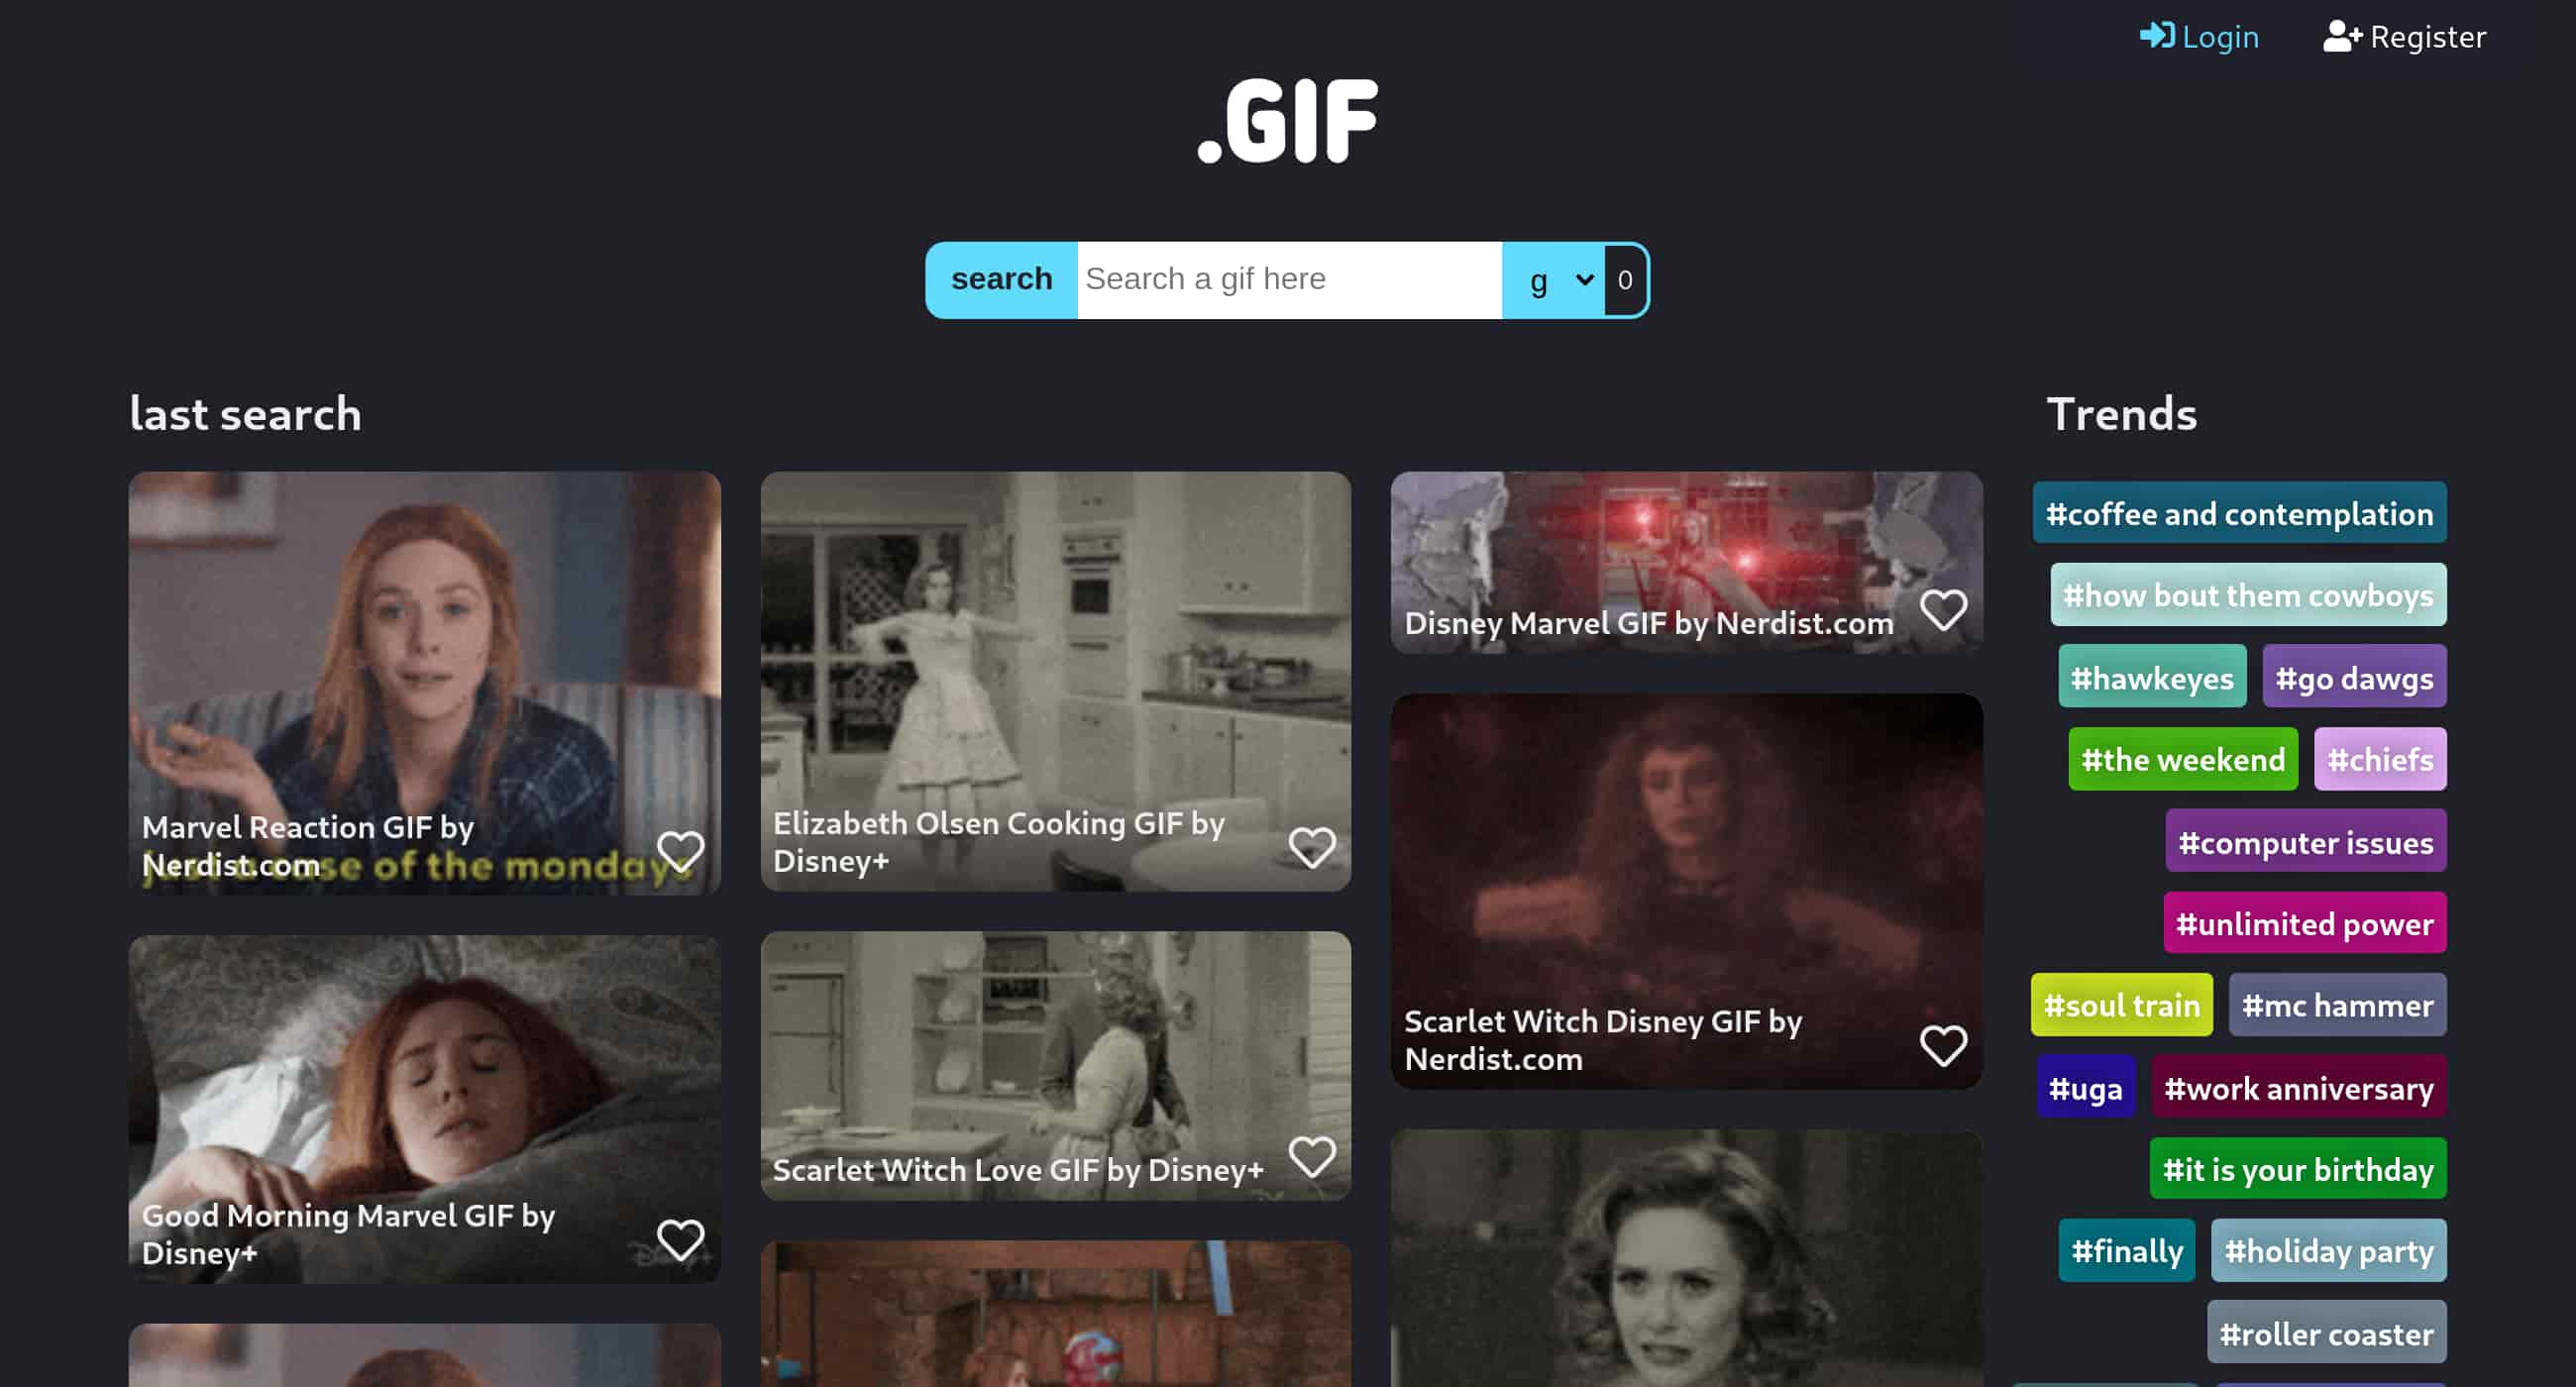 Login
Register
.GIF
search
Search a gif here
g
0
last search
Trends
Marvel Reaction GIF by
Nerdist.com
se of the mondays
Elizabeth Olsen Cooking GIF by
Disney+
Disney Marvel GIF by Nerdist.com
Scarlet Witch Disney GIF by
Nerdist.com
Good Morning Marvel GIF by
Disney+
Disney+
Scarlet Witch Love GIF by Disney+
#coffee and contemplation
#how bout them cowboys
#hawkeyes #go dawgs
#the weekend #chiefs
#computer issues
#unlimited power
#soul train #mc hammer
#uga #work anniversary
#it is your birthday
#finally #holiday party
#roller coaster